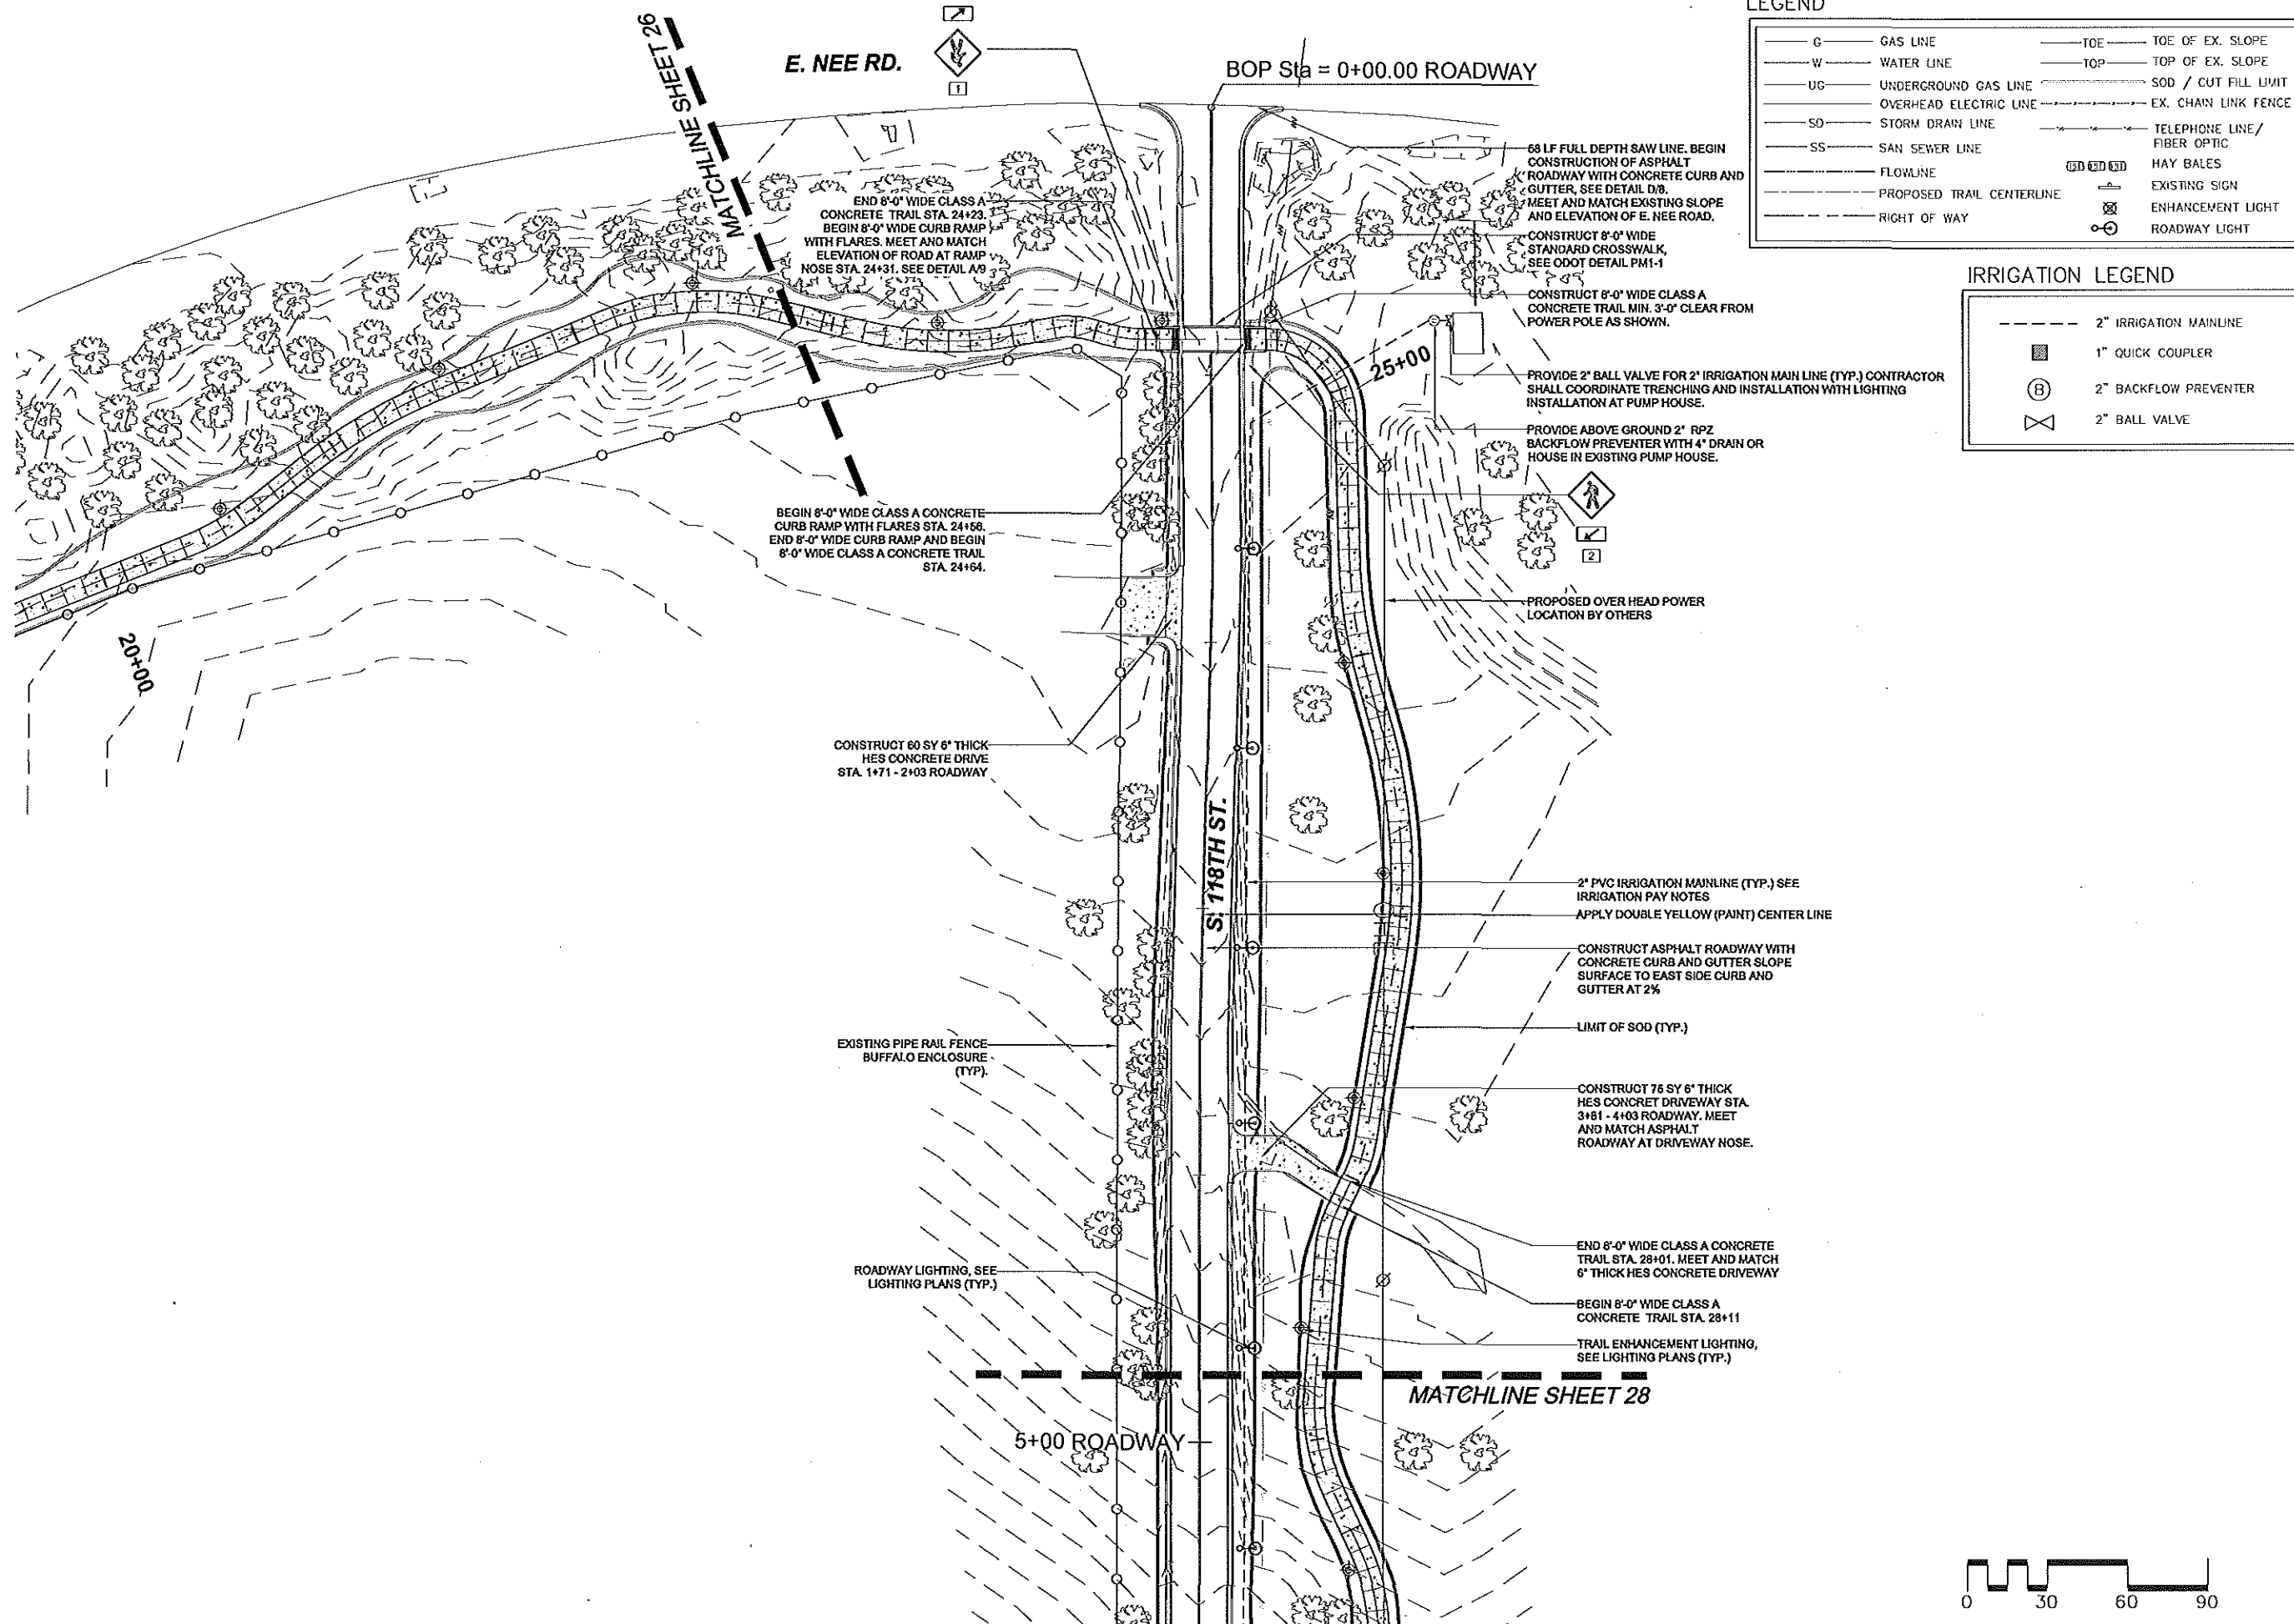 LEGEND
G GAS LINE
W WATER LINE
UG UNDERGROUND GAS LINE
OVERHEAD ELECTRIC LINE
SD STORM DRAIN LINE
SS SAN SEWER LINE
FLOWLINE
PROPOSED TRAIL CENTERLINE
RIGHT OF WAY
TOE TOE OF EX. SLOPE
TOP TOP OF EX. SLOPE
SOD / CUT FILL LIMIT
EX. CHAIN LINK FENCE
TELEPHONE LINE/
FIBER OPTIC
HAY BALES
EXISTING SIGN
ENHANCEMENT LIGHT
ROADWAY LIGHT
IRRIGATION LEGEND
2" IRRIGATION MAINLINE
1" QUICK COUPLER
B 2" BACKFLOW PREVENTER
2" BALL VALVE
MATCHLINE SHEET 26
E. NEE RD.
1
BOP Sta = 0+00.00 ROADWAY
END 8'-0" WIDE CLASS A
CONCRETE TRAIL STA. 24+23.
BEGIN 8'-0" WIDE CURB RAMP
WITH FLARES. MEET AND MATCH
ELEVATION OF ROAD AT RAMP
NOSE STA. 24+31. SEE DETAIL A/9
68 LF FULL DEPTH SAW LINE. BEGIN
CONSTRUCTION OF ASPHALT
ROADWAY WITH CONCRETE CURB AND
GUTTER, SEE DETAIL D/8.
MEET AND MATCH EXISTING SLOPE
AND ELEVATION OF E. NEE ROAD.
CONSTRUCT 8'-0" WIDE
STANDARD CROSSWALK,
SEE ODOT DETAIL PM1-1
CONSTRUCT 8'-0" WIDE CLASS A
CONCRETE TRAIL MIN. 3'-0" CLEAR FROM
POWER POLE AS SHOWN.
25+00
PROVIDE 2" BALL VALVE FOR 2" IRRIGATION MAIN LINE (TYP.) CONTRACTOR
SHALL COORDINATE TRENCHING AND INSTALLATION WITH LIGHTING
INSTALLATION AT PUMP HOUSE.
PROVIDE ABOVE GROUND 2" RPZ
BACKFLOW PREVENTER WITH 4" DRAIN OR
HOUSE IN EXISTING PUMP HOUSE.
2
BEGIN 8'-0" WIDE CLASS A CONCRETE
CURB RAMP WITH FLARES STA. 24+56.
END 8'-0" WIDE CURB RAMP AND BEGIN
8'-0" WIDE CLASS A CONCRETE TRAIL
STA. 24+64.
PROPOSED OVER HEAD POWER
LOCATION BY OTHERS
20+00
CONSTRUCT 60 SY 6" THICK
HES CONCRETE DRIVE
STA. 1+71 - 2+03 ROADWAY
S. 118TH ST.
2" PVC IRRIGATION MAINLINE (TYP.) SEE
IRRIGATION PAY NOTES
APPLY DOUBLE YELLOW (PAINT) CENTER LINE
CONSTRUCT ASPHALT ROADWAY WITH
CONCRETE CURB AND GUTTER SLOPE
SURFACE TO EAST SIDE CURB AND
GUTTER AT 2%
LIMIT OF SOD (TYP.)
EXISTING PIPE RAIL FENCE
BUFFALO ENCLOSURE
(TYP).
CONSTRUCT 76 SY 6" THICK
HES CONCRET DRIVEWAY STA.
3+81 - 4+03 ROADWAY. MEET
AND MATCH ASPHALT
ROADWAY AT DRIVEWAY NOSE.
END 8'-0" WIDE CLASS A CONCRETE
TRAIL STA. 28+01. MEET AND MATCH
6" THICK HES CONCRETE DRIVEWAY
ROADWAY LIGHTING, SEE
LIGHTING PLANS (TYP.)
BEGIN 8'-0" WIDE CLASS A
CONCRETE TRAIL STA. 28+11
TRAIL ENHANCEMENT LIGHTING,
SEE LIGHTING PLANS (TYP.)
MATCHLINE SHEET 28
5+00 ROADWAY
0 30 60 90